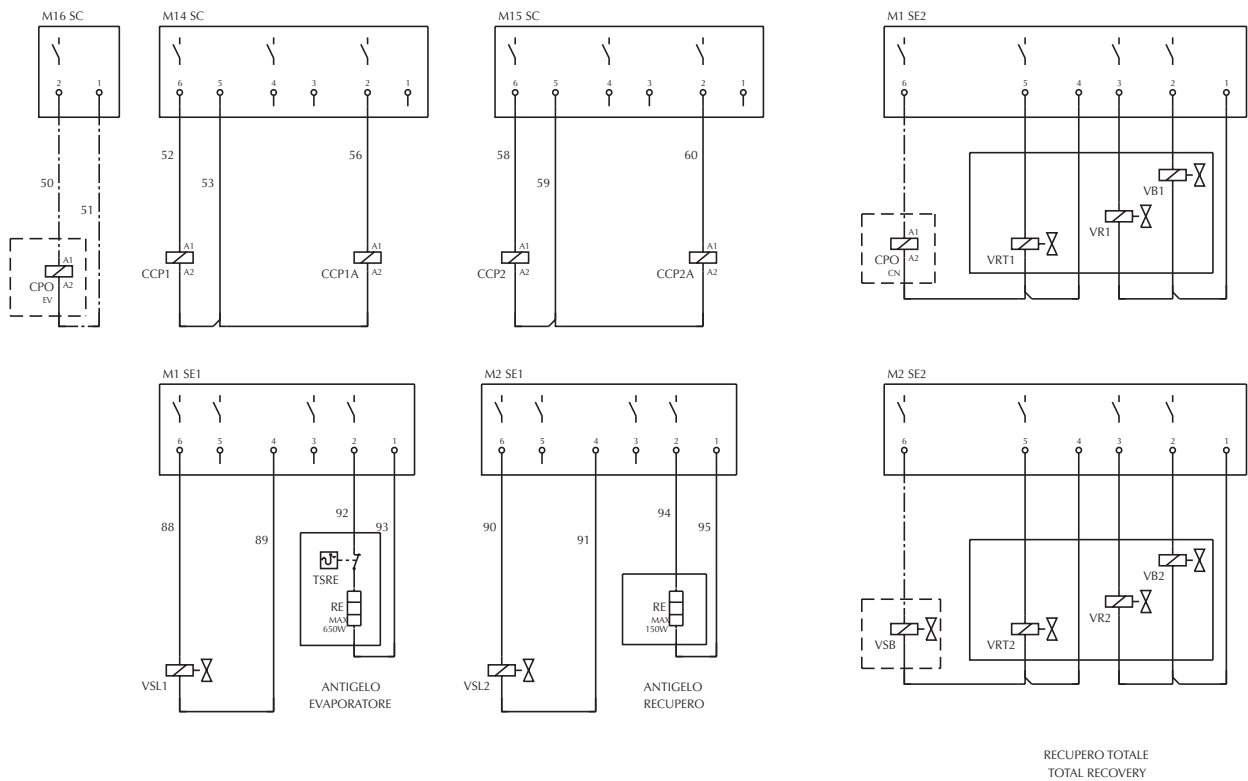 M16 SC
2 1
50
51
A1
A2
CPO
EV
M14 SC
6 5 4 3 2 1
52
53
56
A1
A2
CCP1
A1
A2
CCP1A
M15 SC
6 5 4 3 2 1
58
59
60
A1
A2
CCP2
A1
A2
CCP2A
M1 SE2
6 5 4 3 2 1
A1
A2
CPO
CN
VRT1
VR1
VB1
M1 SE1
6 5 4 3 2 1
88
89
92
93
TSRE
RE
MAX
650W
VSL1
ANTIGELO
EVAPORATORE
M2 SE1
6 5 4 3 2 1
90
91
94
95
RE
MAX
150W
VSL2
ANTIGELO
RECUPERO
M2 SE2
6 5 4 3 2 1
VSB
VRT2
VR2
VB2
RECUPERO TOTALE
TOTAL RECOVERY